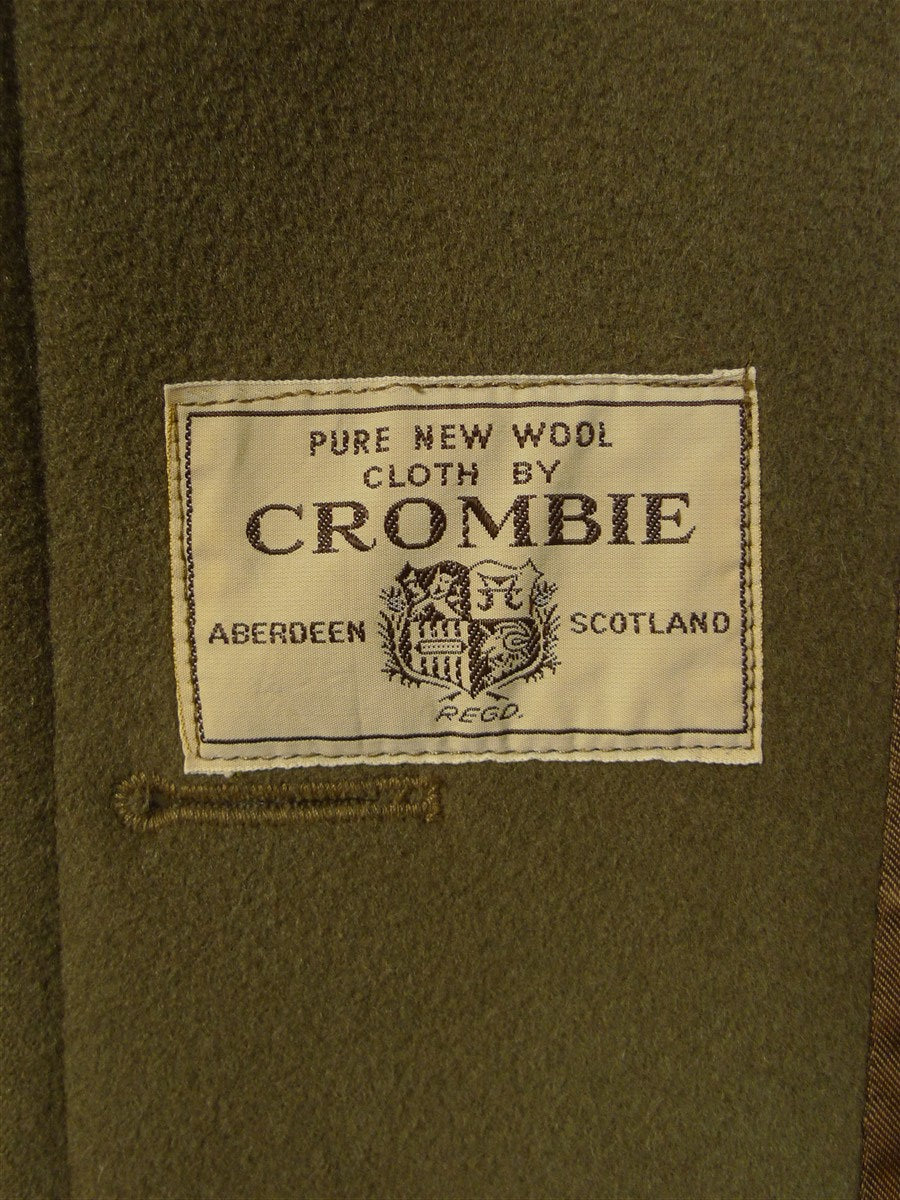 PURE NEW WOOL
CLOTH BY
CROMBIE
ABERDEEN SCOTLAND
REGD.